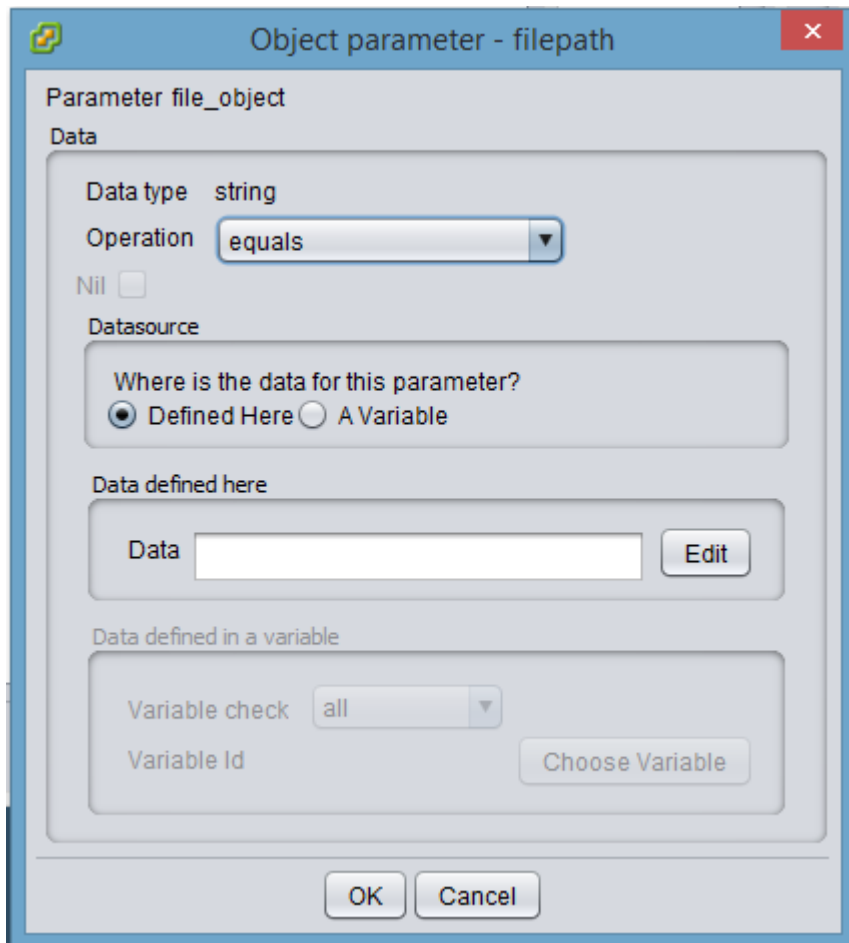 Object parameter - filepath
Parameter file_object
Data
Data type string
Operation equals
Nil
Datasource
Where is the data for this parameter?
Defined Here A Variable
Data defined here
Data Edit
Data defined in a variable
Variable check all
Variable Id Choose Variable
OK Cancel